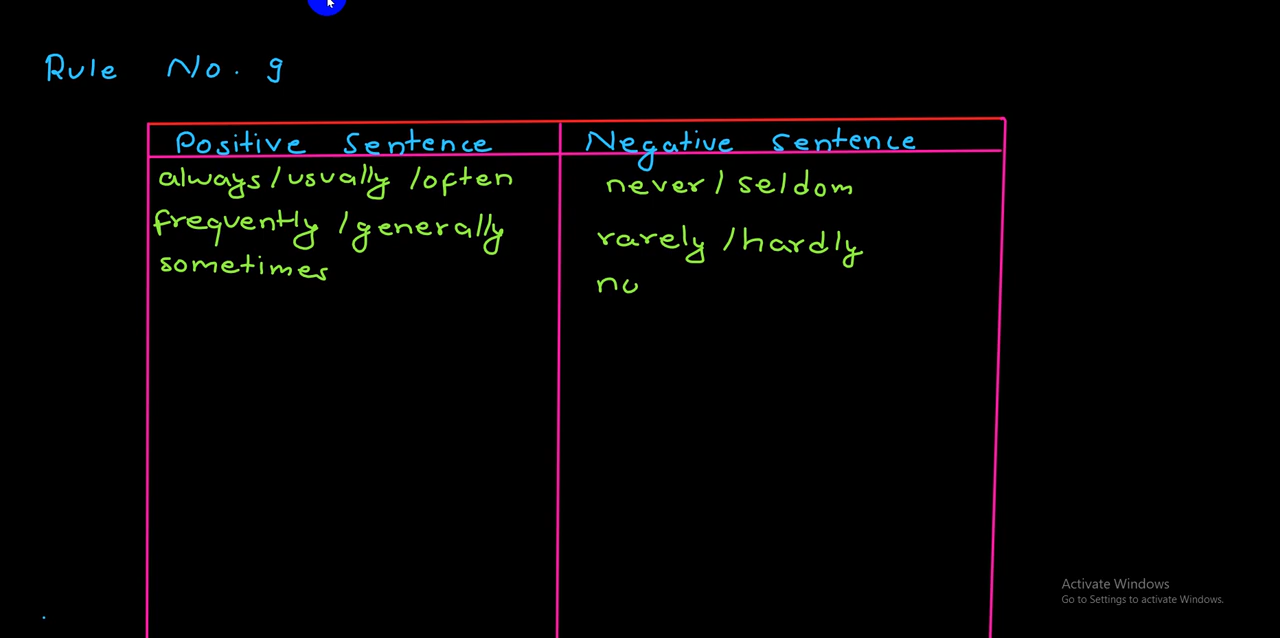 Rule No. 9
Positive Sentence Negative Sentence
always/usually/often never/seldom
frequently/generally rarely/hardly
sometimes no
Activate Windows
Go to Settings to activate Windows.